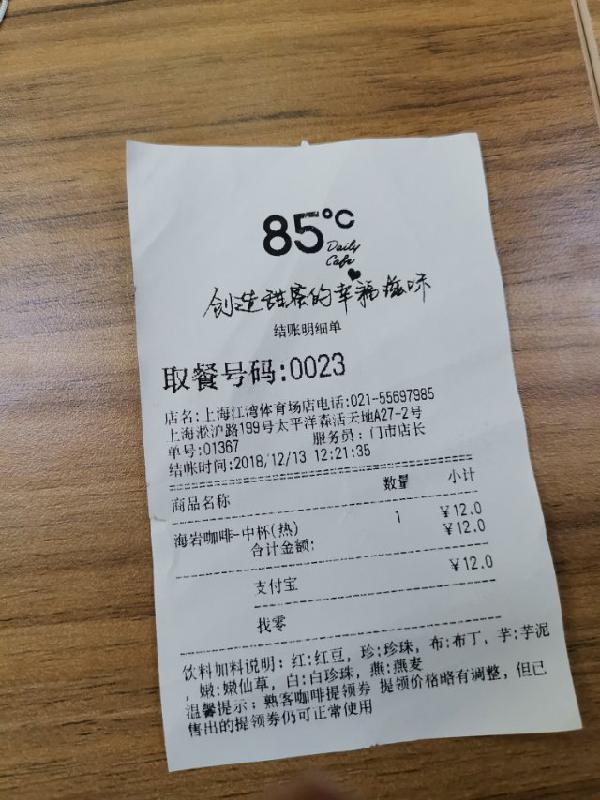 85°C
Daily
Cafe
创造甜蜜的幸福滋味
结账明细单
取餐号码:0023
店名:上海江湾体育场店电话:021-55697985
上海淞沪路199号太平洋森活天地A27-2号
单号:01367 服务员:门市店长
结帐时间:2018/12/13 12:21:35
商品名称 数量 小计
海岩咖啡-中杯(热) 1 ¥12.0
合计金额: ¥12.0
支付宝 ¥12.0
找零
饮料加料说明:红:红豆,珍:珍珠,布:布丁,芋:芋泥
,嫩:嫩仙草,白:白珍珠,燕:燕麦
温馨提示:熟客咖啡提领券 提领价格略有调整,但已
售出的提领券仍可正常使用